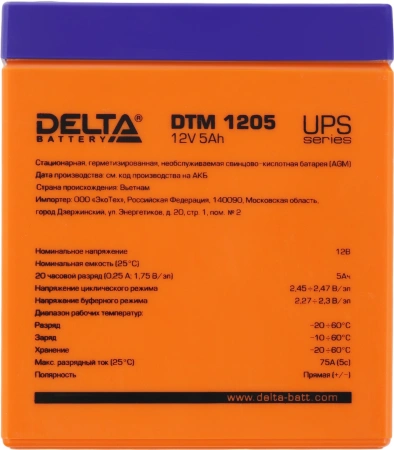 DELTA
BATTERY
DTM 1205
12V 5Ah
UPS
series
Стационарная, герметизированная, необслуживаемая свинцово-кислотная батарея (AGM)
Дата производства: см. код производства на АКБ
Страна происхождения: Вьетнам
Импортер: ООО «ЭкоТех», Российская Федерация, 140090, Московская область,
город Дзержинский, ул. Энергетиков, д. 20, стр. 1, пом. № 2
Номинальное напряжение 12В
Номинальная емкость (25°С)
20 часовой разряд (0,25 А; 1,75 В/эл) 5Ач
Напряжение циклического режима 2,45÷2,47 В/эл
Напряжение буферного режимо 2,27÷2,3 В/эл
Диапазон рабочих температур:
Разряд -20÷60°С
Заряд -10÷60°С
Хранение -20÷60°С
Макс. разрядный ток (25°С) 75А (5с)
Полярность Прямая (+/-)
www.delta-batt.com